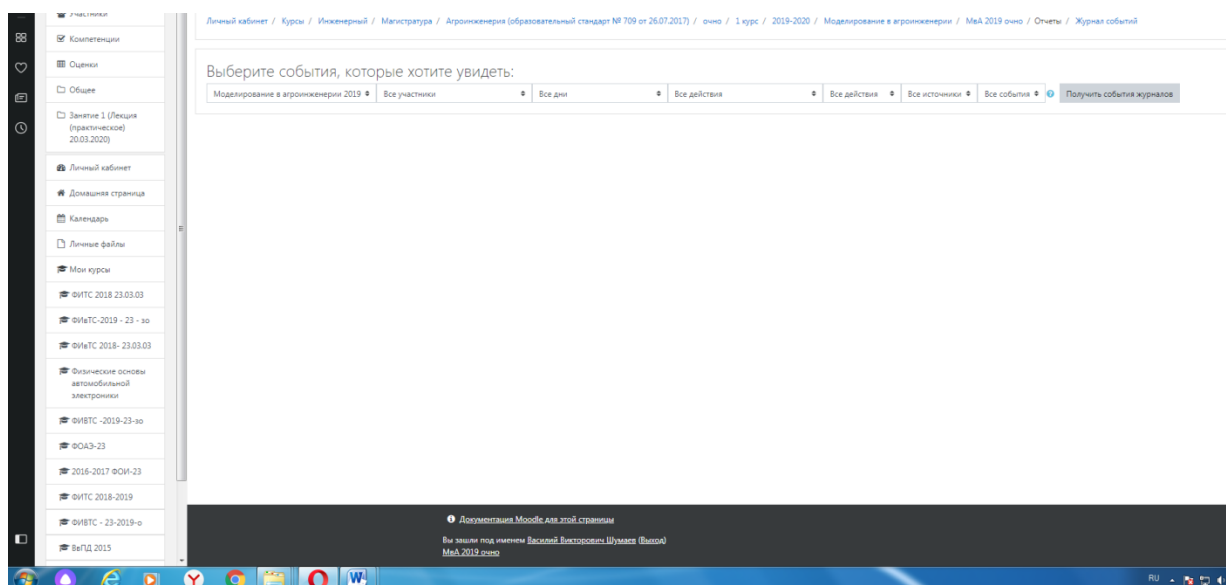 Участники
Личный кабинет / Курсы / Инженерный / Магистратура / Агроинженерия (образовательный стандарт № 709 от 26.07.2017) / очно / 1 курс / 2019-2020 / Моделирование в агроинженерии / МвА 2019 очно / Отчеты / Журнал событий
Компетенции
Оценки
Общее
Занятие 1 (Лекция
(практическое)
20.03.2020)
Личный кабинет
Домашняя страница
Календарь
Личные файлы
Мои курсы
ФИТС 2018 23.03.03
ФИвТС-2019 - 23 - зо
ФИвТС 2018- 23.03.03
Физические основы
автомобильной
электроники
ФИВТС -2019-23-зо
ФОАЭ-23
2016-2017 ФОИ-23
ФИТС 2018-2019
ФИВТС - 23-2019-о
ВвПД 2015
Выберите события, которые хотите увидеть:
Моделирование в агроинженерии 2019 Все участники Все дни Все действия Все действия Все источники Все события Получить события журналов
Документация Moodle для этой страницы
Вы зашли под именем Василий Викторович Шумаев (Выход)
МвА 2019 очно
RU